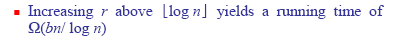 ▪ Increasing r above ⌊log n⌋ yields a running time of
Ω(bn/ log n)